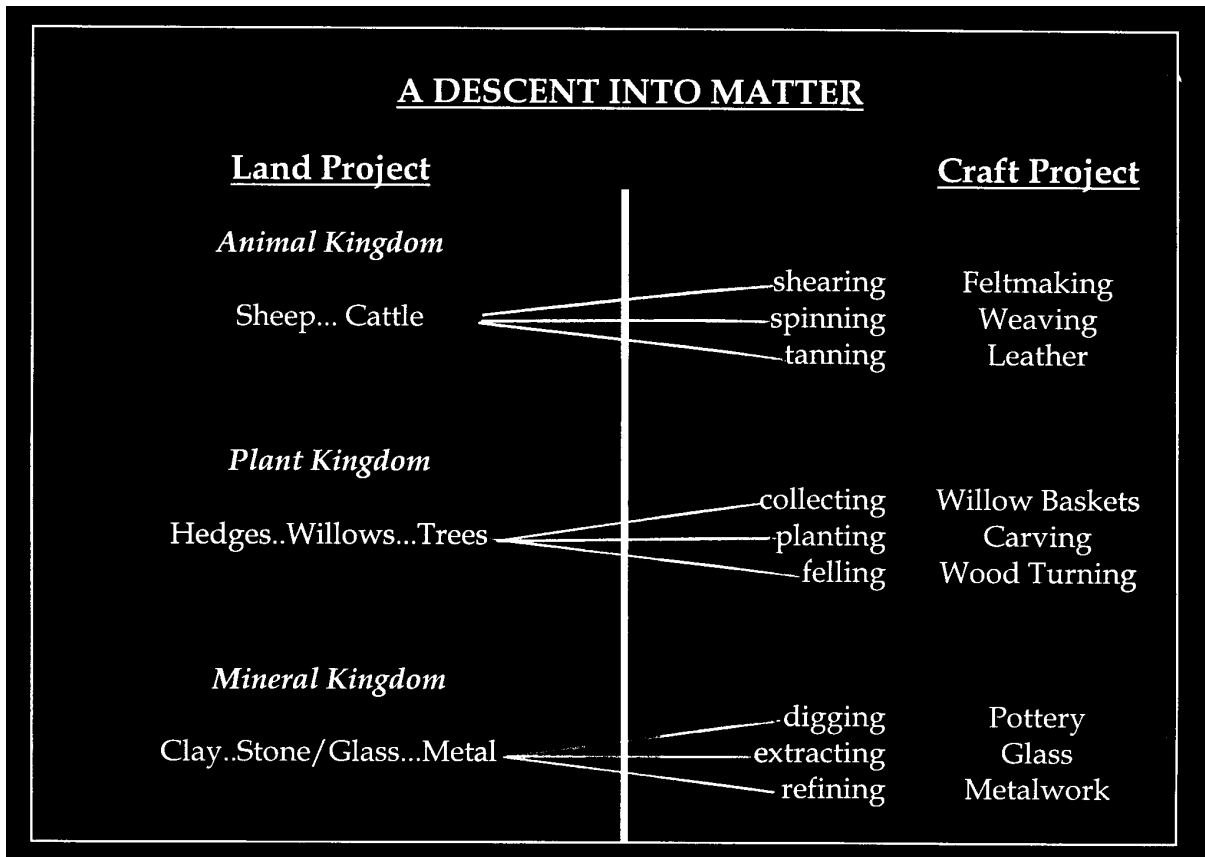 A DESCENT INTO MATTER
Land Project
Craft Project
Animal Kingdom
Sheep... Cattle
shearing Feltmaking
spinning Weaving
tanning Leather
Plant Kingdom
Hedges..Willows...Trees
collecting Willow Baskets
planting Carving
felling Wood Turning
Mineral Kingdom
Clay..Stone/Glass...Metal
digging Pottery
extracting Glass
refining Metalwork